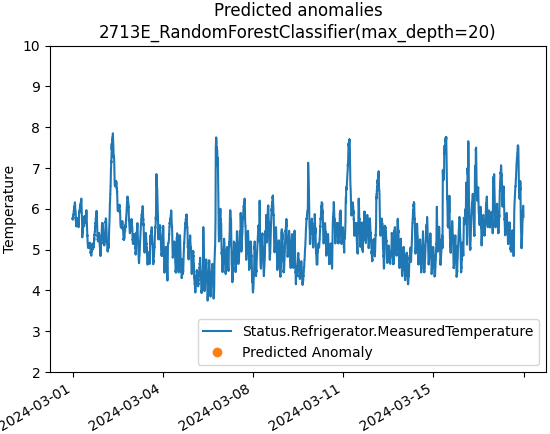 Predicted anomalies
2713E_RandomForestClassifier(max_depth=20)
10
9
8
7
6
5
4
3
2
Temperature
Status.Refrigerator.MeasuredTemperature
Predicted Anomaly
2024-03-01
2024-03-04
2024-03-08
2024-03-11
2024-03-15